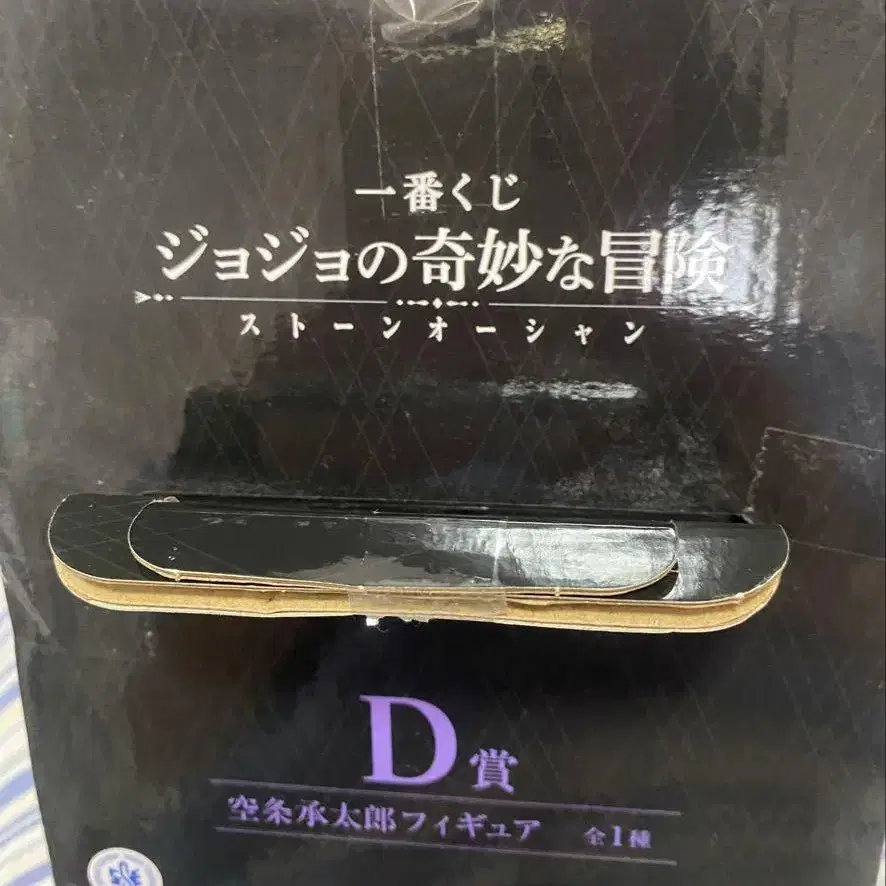 一番くじ
ジョジョの奇妙な冒険
ストーンオーシャン
D賞
空条承太郎フィギュア 全1種